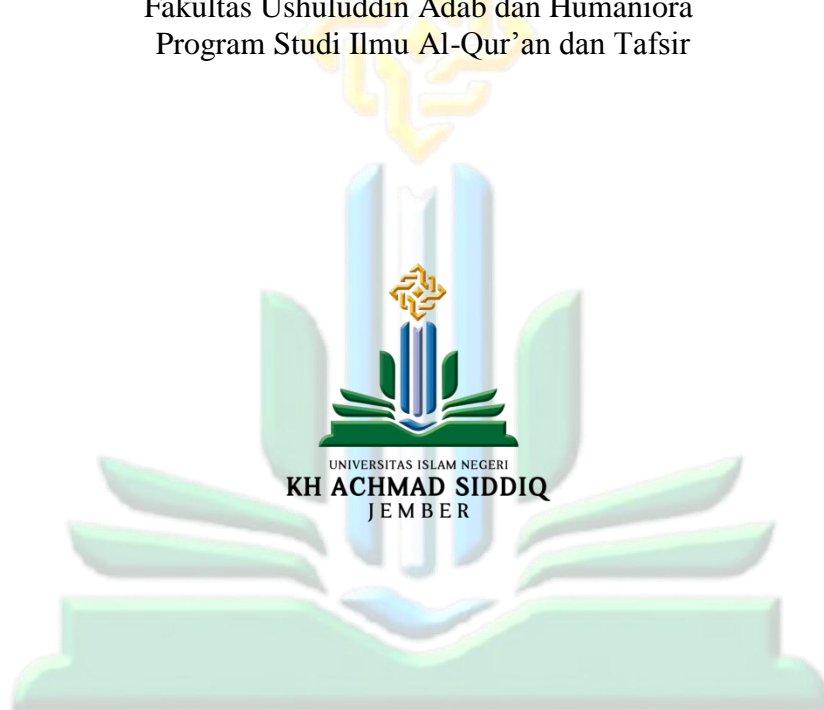 Fakultas Ushuluddin Adab dan Humaniora
Program Studi Ilmu Al-Qur’an dan Tafsir
UNIVERSITAS ISLAM NEGERI
KH ACHMAD SIDDIQ
JEMBER